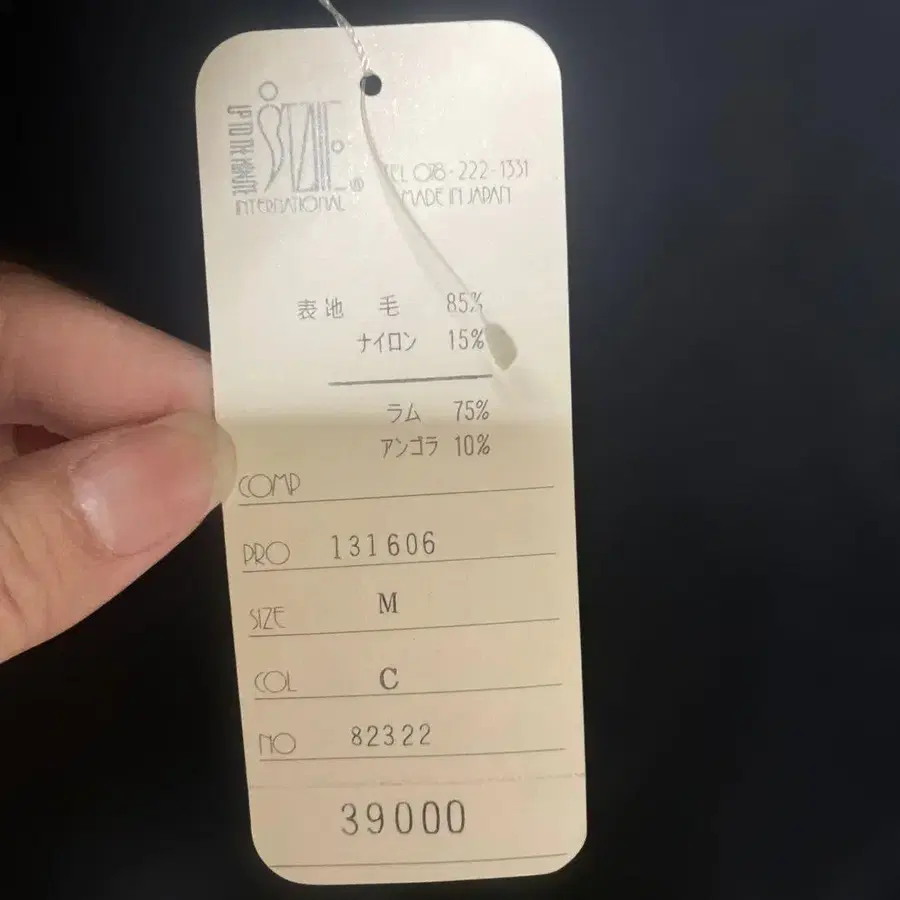 UP TO THE MINUTE
INTERNATIONAL
TEL 078-222-1331
MADE IN JAPAN
表地 毛 85%
ナイロン 15%
ラム 75%
アンゴラ 10%
COMP
PRO 131606
SIZE M
COL C
NO 82322
39000